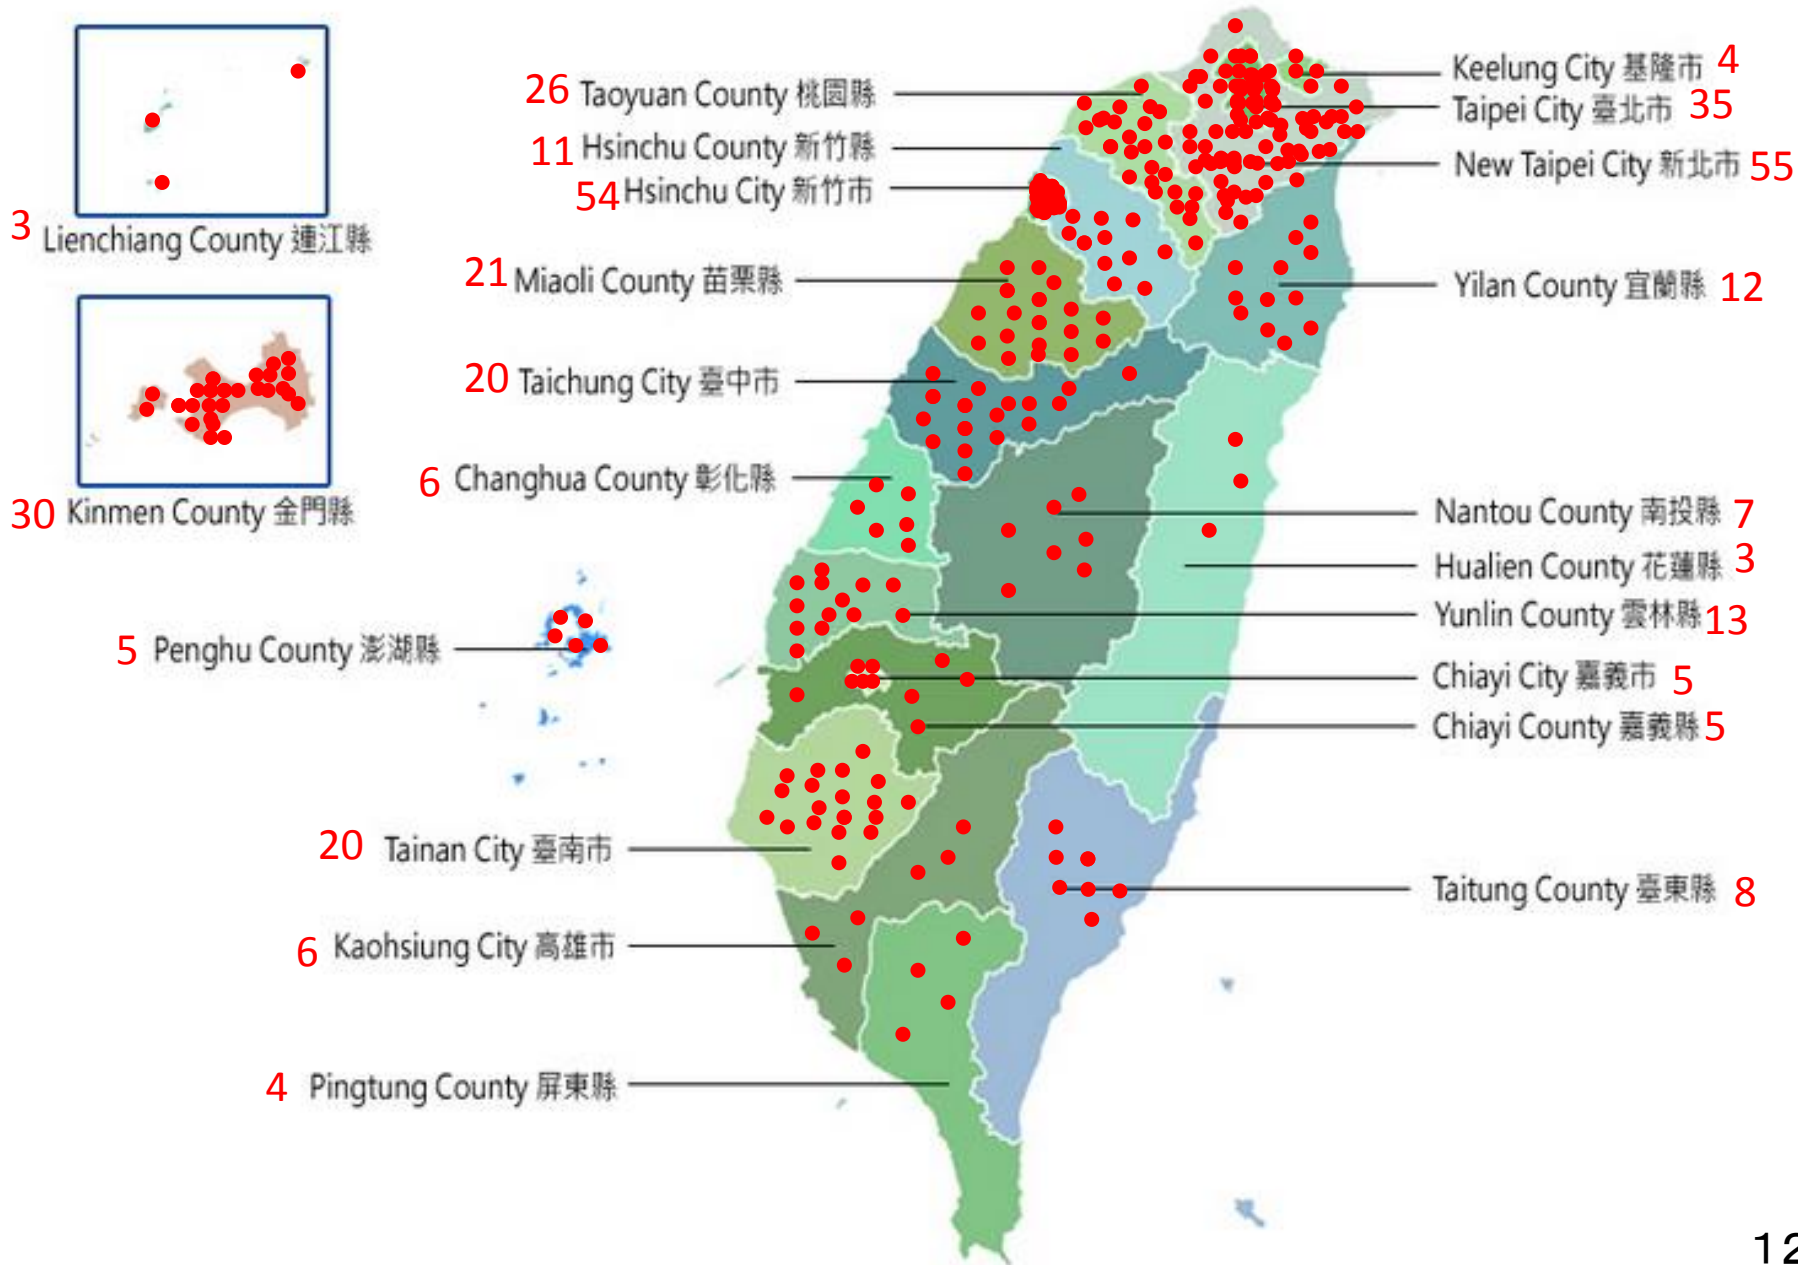 26 Taoyuan County 桃園縣
11 Hsinchu County 新竹縣
54 Hsinchu City 新竹市
3 Lienchiang County 連江縣
21 Miaoli County 苗栗縣
20 Taichung City 臺中市
6 Changhua County 彰化縣
30 Kinmen County 金門縣
5 Penghu County 澎湖縣
20 Tainan City 臺南市
6 Kaohsiung City 高雄市
4 Pingtung County 屏東縣
Keelung City 基隆市 4
Taipei City 臺北市 35
New Taipei City 新北市 55
Yilan County 宜蘭縣 12
Nantou County 南投縣 7
Hualien County 花蓮縣 3
Yunlin County 雲林縣 13
Chiayi City 嘉義市 5
Chiayi County 嘉義縣 5
Taitung County 臺東縣 8
12